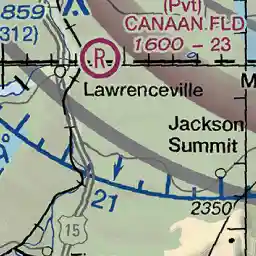 (Pvt)
CANAAN FLD
1600 - 23
859
312)
R
Lawrenceville
M
Jackson
Summit
21
2350
15